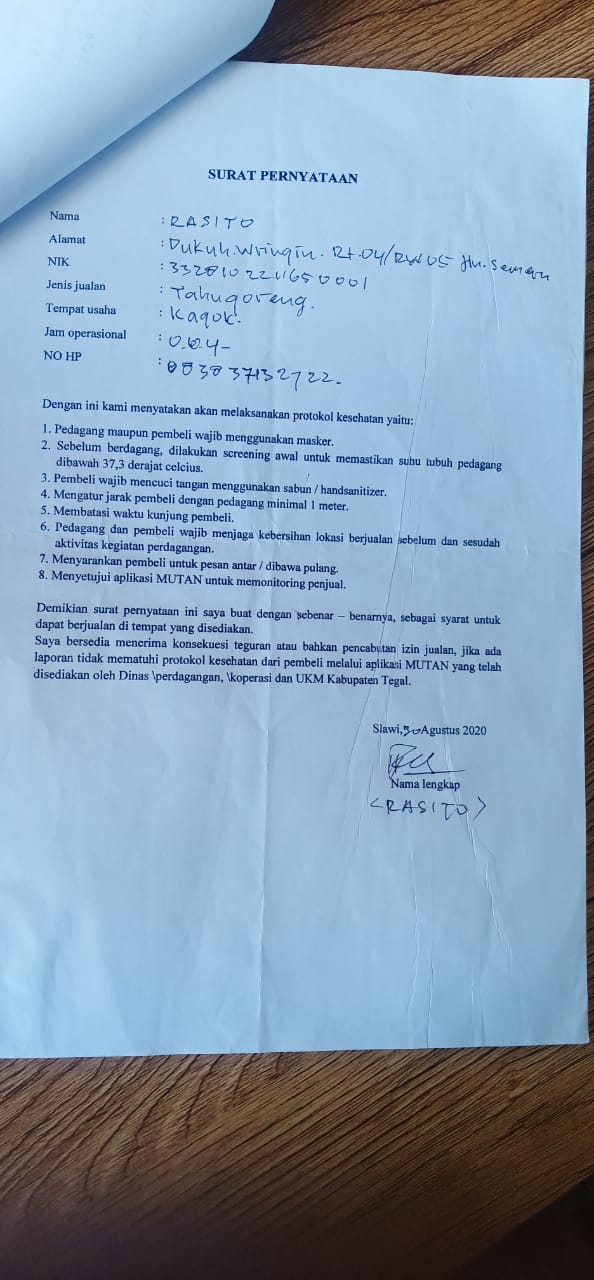 SURAT PERNYATAAN
Nama : RASITO
Alamat : Dukuh.Wringin. Rt.04/RW05 Jln.Semeru
NIK : 3328102211650001
Jenis jualan : Tahugoreng.
Tempat usaha : Kagok.
Jam operasional :
NO HP :
Dengan ini kami menyatakan akan melaksanakan protokol kesehatan yaitu:
1. Pedagang maupun pembeli wajib menggunakan masker.
2. Sebelum berdagang, dilakukan screening awal untuk memastikan suhu tubuh pedagang
dibawah 37,3 derajat celcius.
3. Pembeli wajib mencuci tangan menggunakan sabun / handsanitizer.
4. Mengatur jarak pembeli dengan pedagang minimal 1 meter.
5. Membatasi waktu kunjung pembeli.
6. Pedagang dan pembeli wajib menjaga kebersihan lokasi berjualan sebelum dan sesudah
aktivitas kegiatan perdagangan.
7. Menyarankan pembeli untuk pesan antar / dibawa pulang.
8. Menyetujui aplikasi MUTAN untuk memonitoring penjual.
Demikian surat pernyataan ini saya buat dengan sebenar – benarnya, sebagai syarat untuk
dapat berjualan di tempat yang disediakan.
Saya bersedia menerima konsekuesi teguran atau bahkan pencabutan izin jualan, jika ada
laporan tidak mematuhi protokol kesehatan dari pembeli melalui aplikasi MUTAN yang telah
disediakan oleh Dinas \perdagangan, \koperasi dan UKM Kabupaten Tegal.
Slawi,30 Agustus 2020
Nama lengkap
<RASITO>